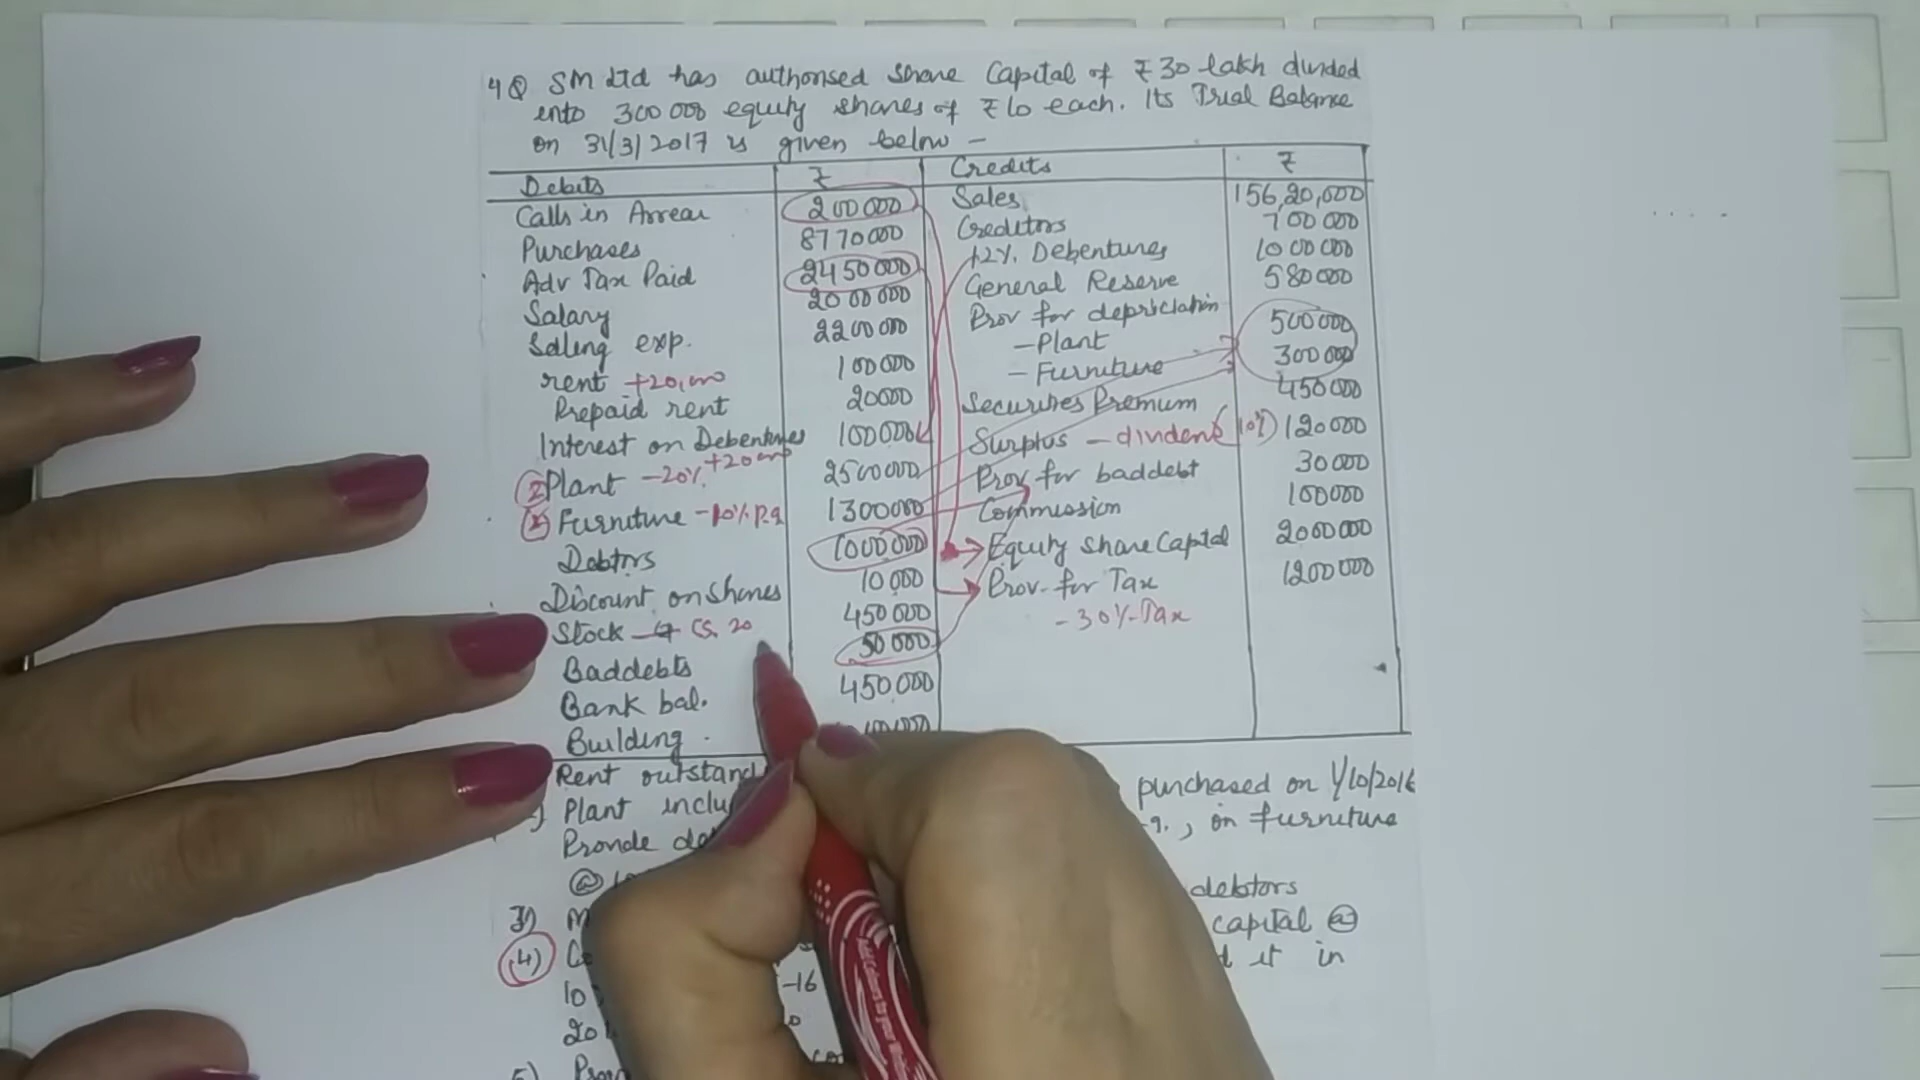 4Q SM Ltd has authorised share Capital of ₹30 lakh divided
into 300000 equity shares of ₹10 each. Its Trial Balance
on 31/3/2017 is given below -
Debits ₹ Credits ₹
Calls in Arrear 200000 Sales 156,20,000
Purchases 8770000 Creditors 700000
Adv Tax Paid 2450000 12% Debentures 1000000
Salary 2000000 General Reserve 580000
Selling exp. 2200000 Prov for depriciation
rent +20,000 100000 - Plant 500000
Prepaid rent 20000 - Furniture 300000
Interest on Debentures 100000 Securities Premium 450000
2 Plant -20% +20000 2500000 Surplus - dividend (10%) 120000
2 Furniture -10% p.a 1300000 Prov for baddebt 30000
Debtors 1000000 Commission 100000
Discount on Shares 10000 Equity Share Capital 2000000
Stock CS. 20 450000 Prov. for Tax 1200000
Baddebts 50000 - 30% Tax
Bank bal. 450000
Building.
Rent outstand purchased on 1/10/2016
Plant inclu , on furniture
Provide de
@ debtors
3) M capital @
4) d it in
-16
5)